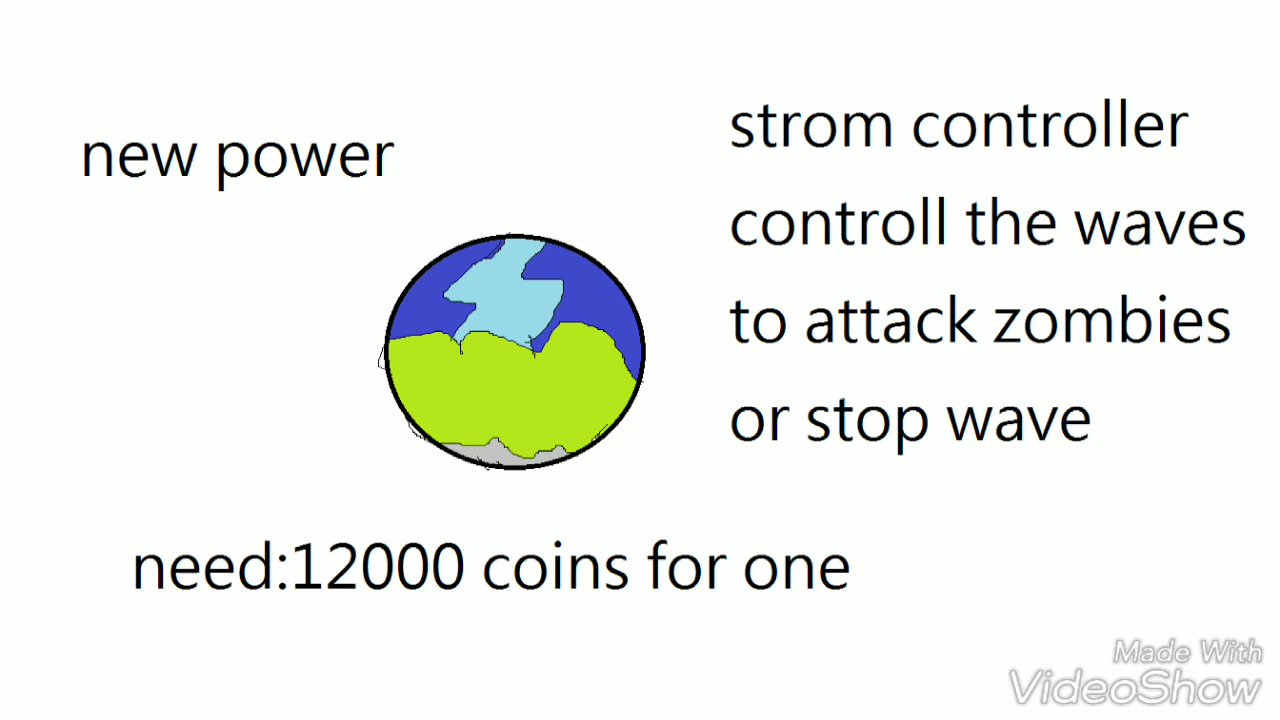 new power
strom controller
controll the waves
to attack zombies
or stop wave
need:12000 coins for one
Made With
VideoShow